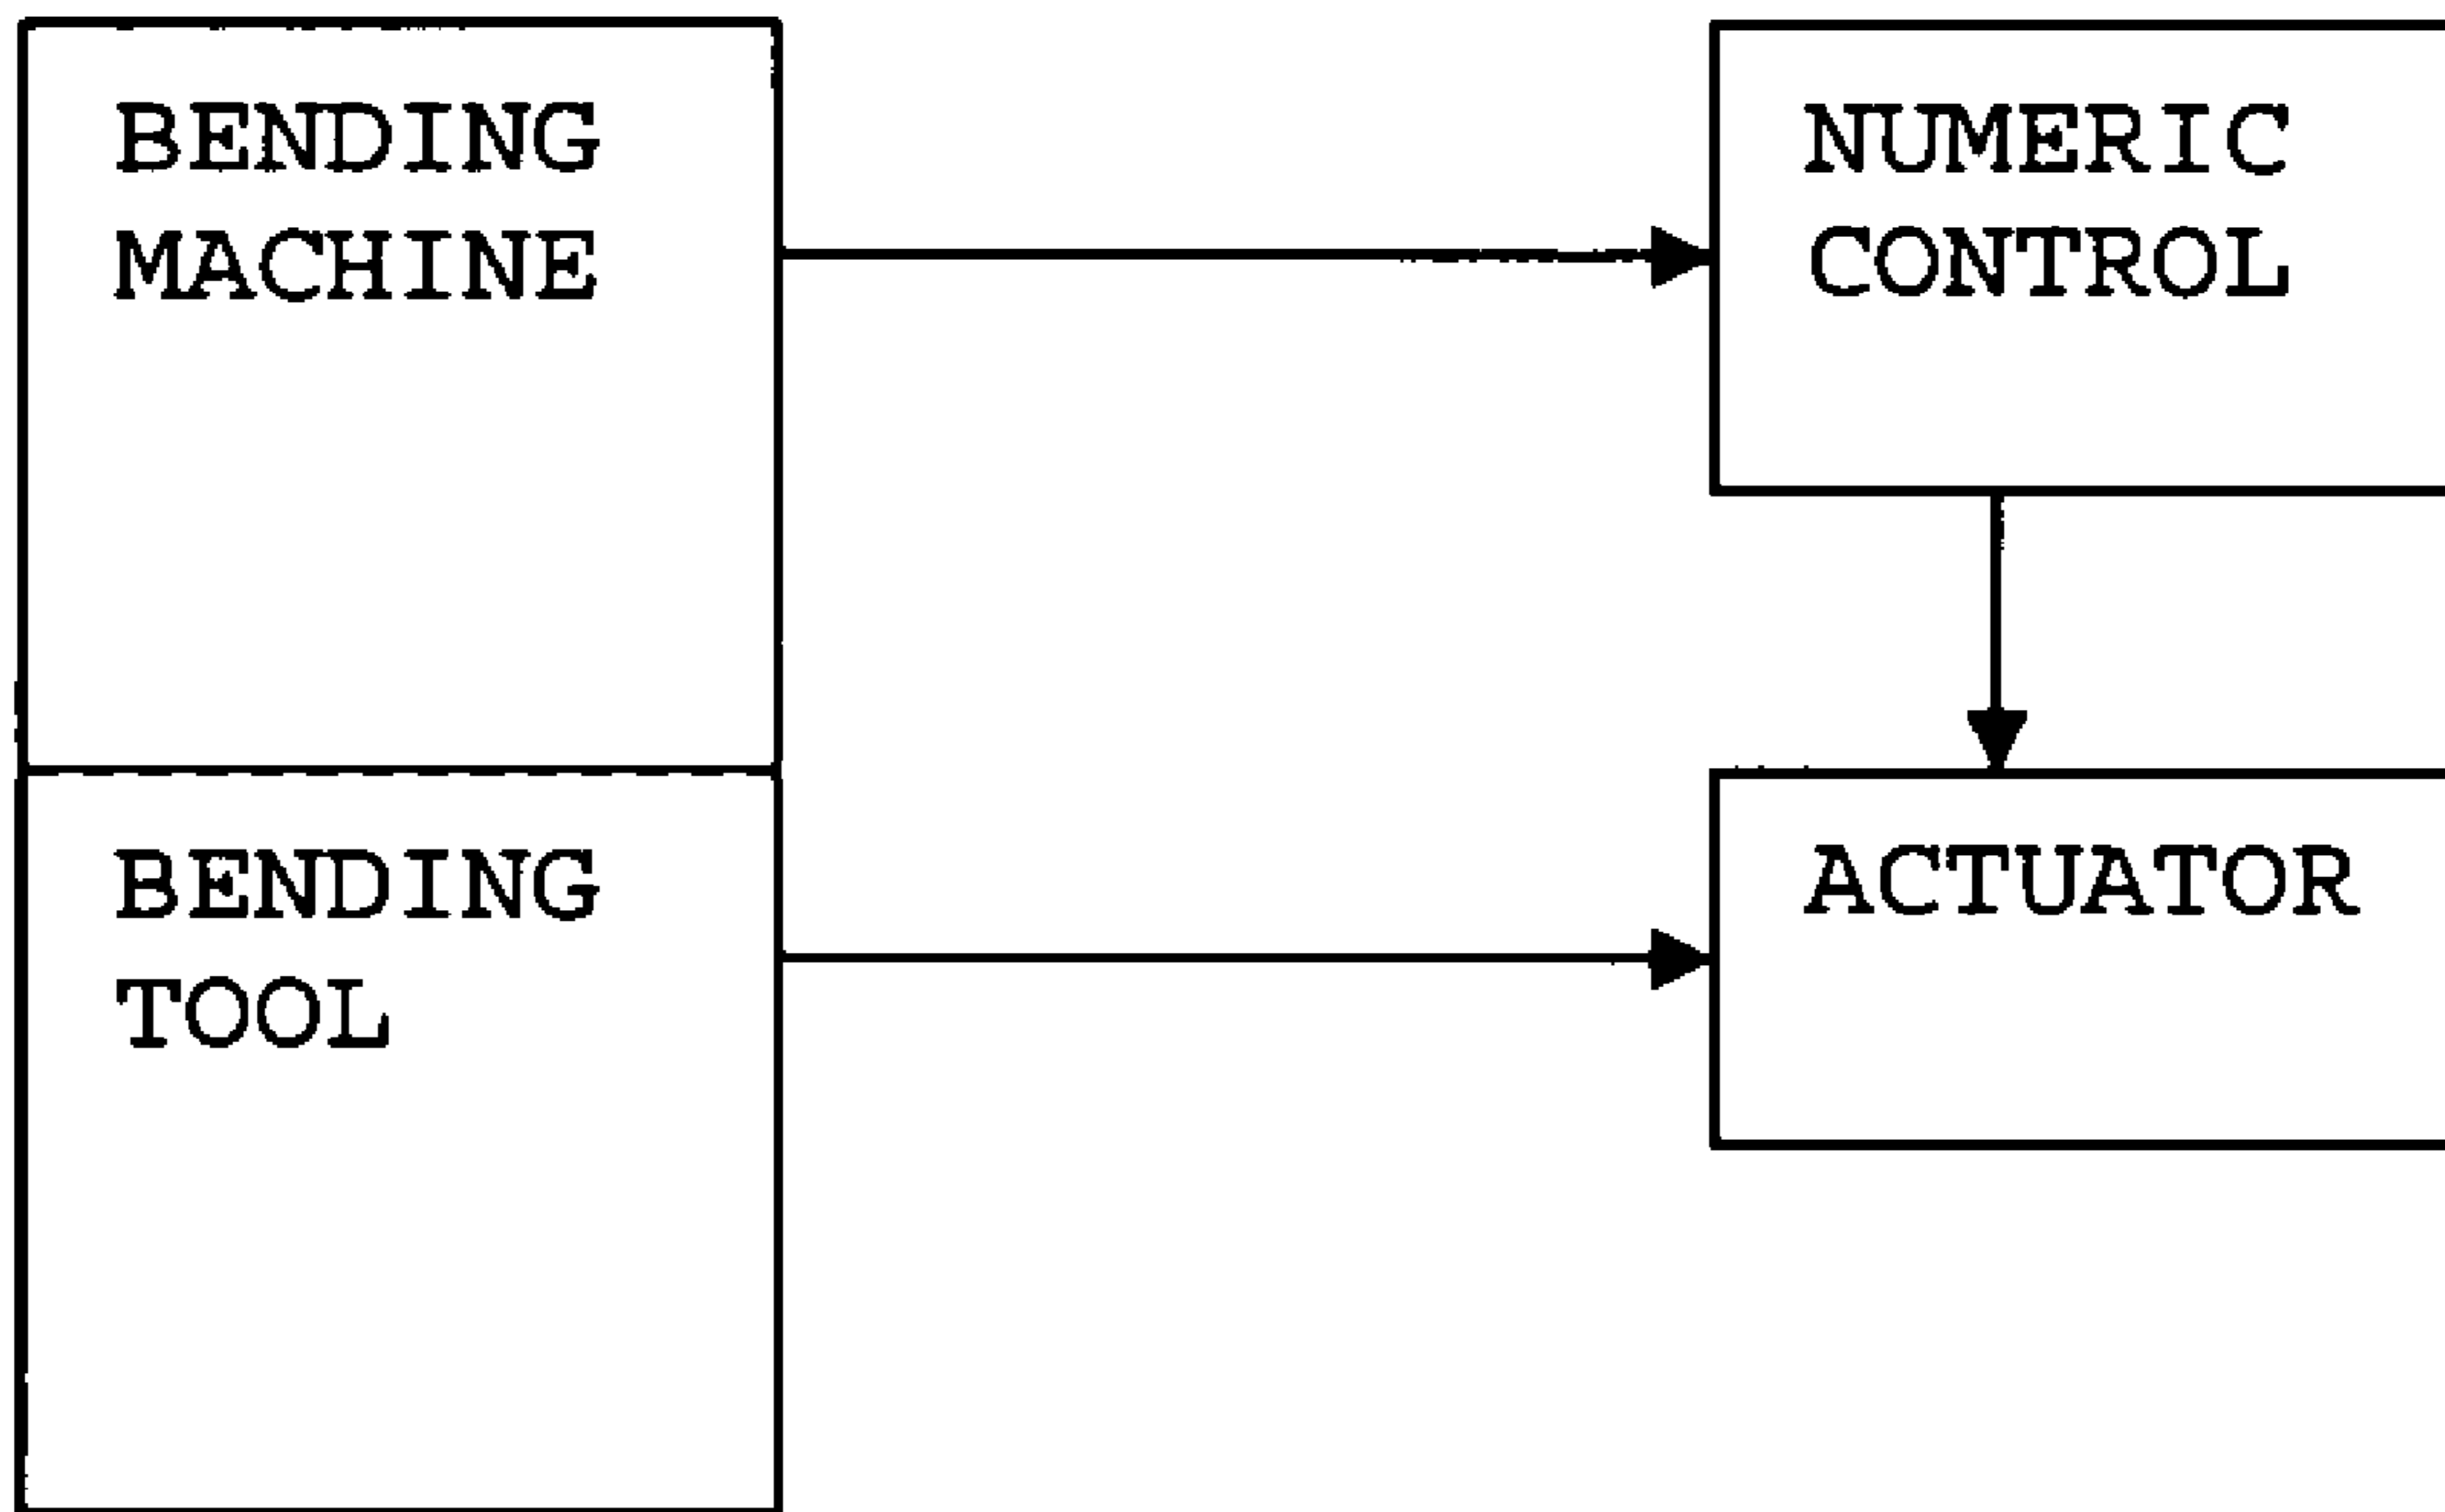 BENDING
MACHINE
NUMERIC
CONTROL
BENDING
TOOL
ACTUATOR